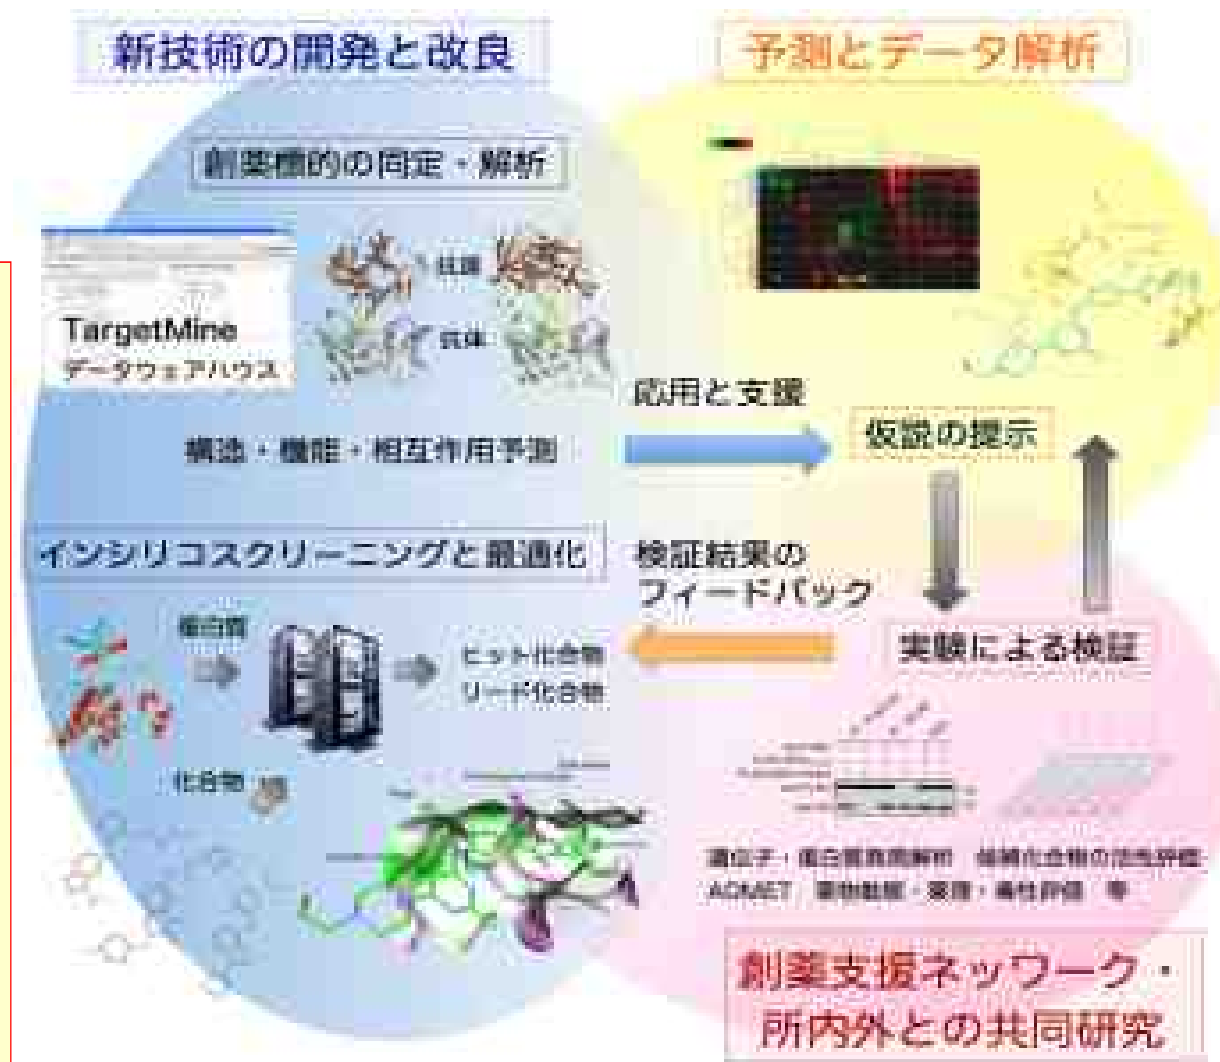 新技術の開発と改良
予測とデータ解析
創薬標的の同定・解析
TargetMine
データウェアハウス
抗原
抗体
構造・機能・相互作用予測
応用と支援
仮説の提示
インシリコスクリーニングと最適化
検証結果の
フィードバック
蛋白質
ヒット化合物
リード化合物
化合物
実験による検証
遺伝子・蛋白質発現解析 候補化合物の活性評価
ADMET 薬物動態・薬理・毒性評価 等
創薬支援ネッワーク・
所内外との共同研究